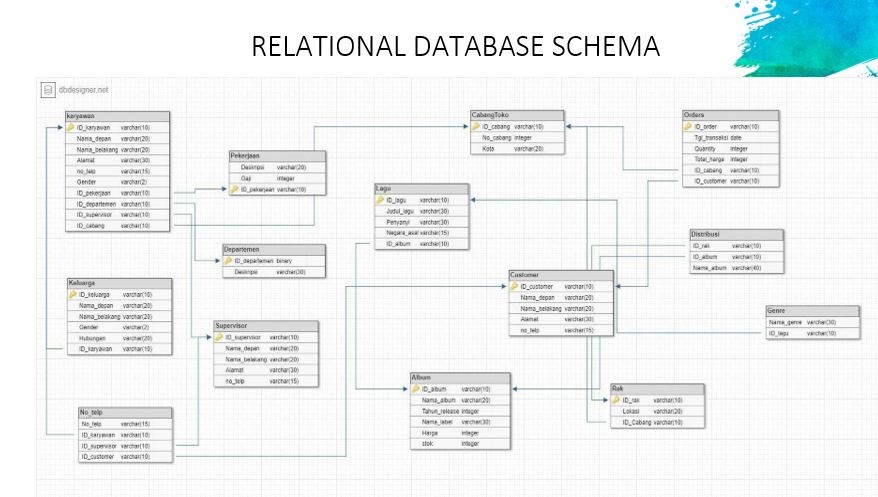 RELATIONAL DATABASE SCHEMA
dbdesigner.net
karyawan
ID_karyawan varchar(10)
Nama_depan varchar(20)
Nama_belakang varchar(20)
Alamat varchar(30)
no_telp varchar(15)
Gender varchar(2)
ID_pekerjaan varchar(10)
ID_departemen varchar(10)
ID_supervisor varchar(10)
ID_cabang varchar(10)
Pekerjaan
Deskripsi varchar(20)
Gaji integer
ID_pekerjaan varchar(10)
CabangToko
ID_cabang varchar(10)
No_cabang integer
Kota varchar(20)
Orders
ID_order varchar(10)
Tgl_transaksi date
Quantity integer
Total_harga integer
ID_cabang varchar(10)
ID_customer varchar(10)
Lagu
ID_lagu varchar(10)
Judul_lagu varchar(30)
Penyanyi varchar(30)
Negara_asal varchar(15)
ID_album varchar(10)
Departemen
ID_departemen binary
Deskripsi varchar(30)
Distribusi
ID_rak varchar(10)
ID_album varchar(10)
Nama_album varchar(40)
Keluarga
ID_keluarga varchar(10)
Nama_depan varchar(20)
Nama_belakang varchar(20)
Gender varchar(2)
Hubungan varchar(20)
ID_karyawan varchar(10)
Customer
ID_customer varchar(10)
Nama_depan varchar(20)
Nama_belakang varchar(20)
Alamat varchar(30)
no_telp varchar(15)
Genre
Nama_genre varchar(30)
ID_lagu varchar(10)
Supervisor
ID_supervisor varchar(10)
Nama_depan varchar(20)
Nama_belakang varchar(20)
Alamat varchar(30)
no_telp varchar(15)
Album
ID_album varchar(10)
Nama_album varchar(20)
Tahun_release integer
Nama_label varchar(30)
Harga integer
stok integer
Rak
ID_rak varchar(10)
Lokasi varchar(20)
ID_Cabang varchar(10)
No_telp
No_telp varchar(15)
ID_karyawan varchar(10)
ID_supervisor varchar(10)
ID_customer varchar(10)